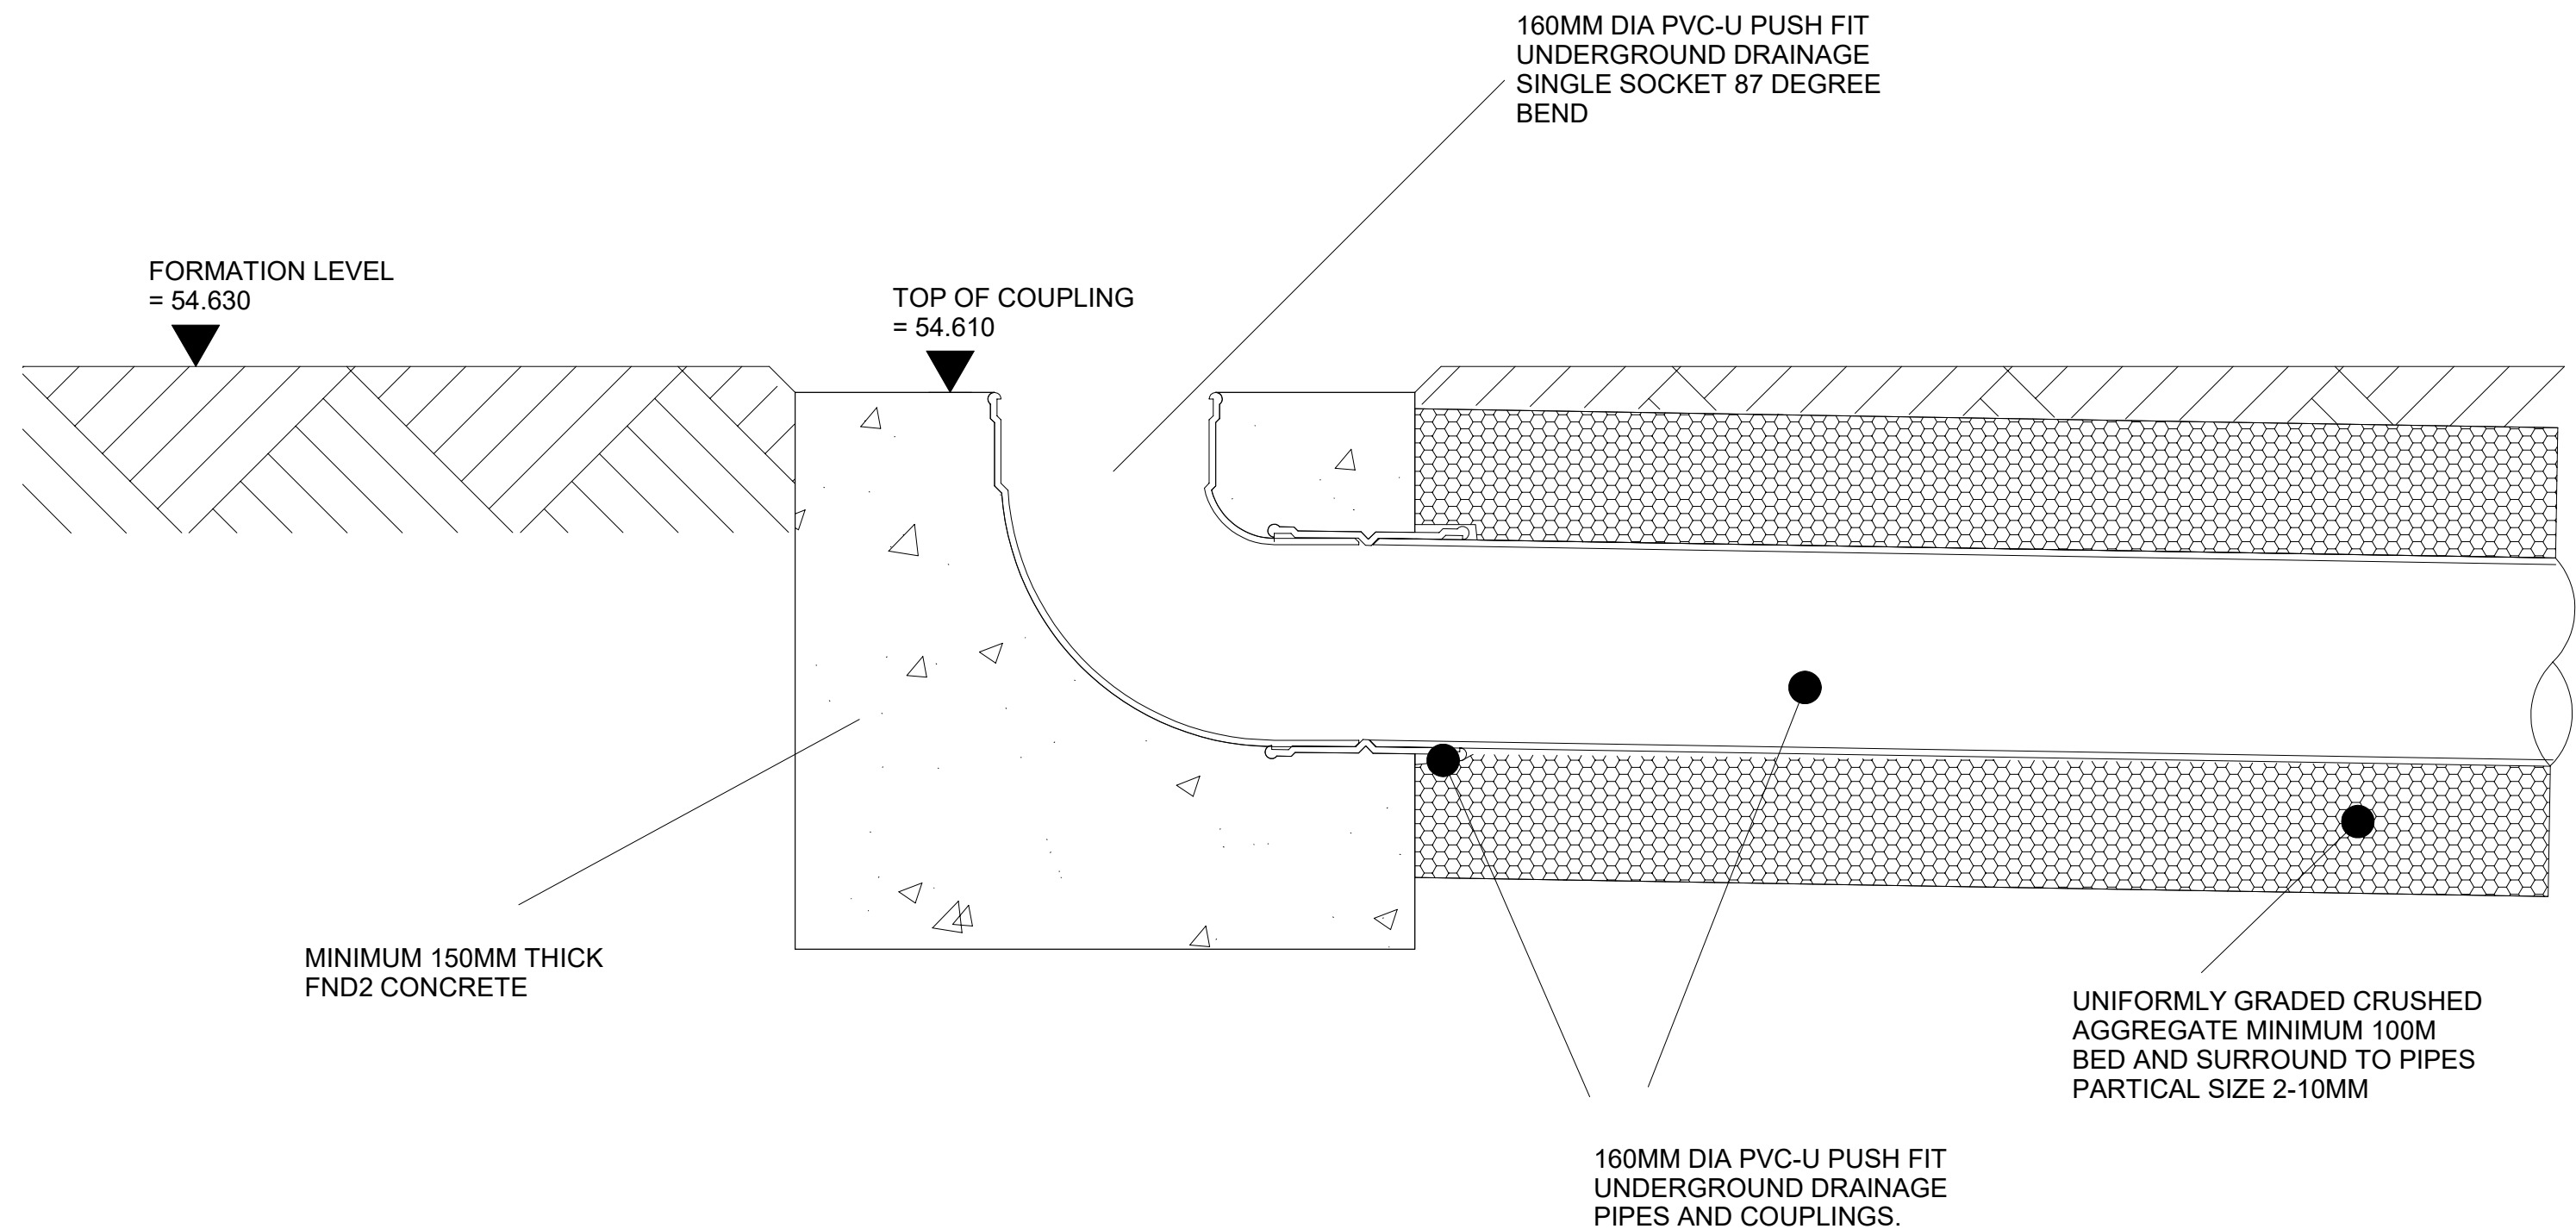 160MM DIA PVC-U PUSH FIT
UNDERGROUND DRAINAGE
SINGLE SOCKET 87 DEGREE
BEND
FORMATION LEVEL
= 54.630
TOP OF COUPLING
= 54.610
MINIMUM 150MM THICK
FND2 CONCRETE
UNIFORMLY GRADED CRUSHED
AGGREGATE MINIMUM 100M
BED AND SURROUND TO PIPES
PARTICAL SIZE 2-10MM
160MM DIA PVC-U PUSH FIT
UNDERGROUND DRAINAGE
PIPES AND COUPLINGS.